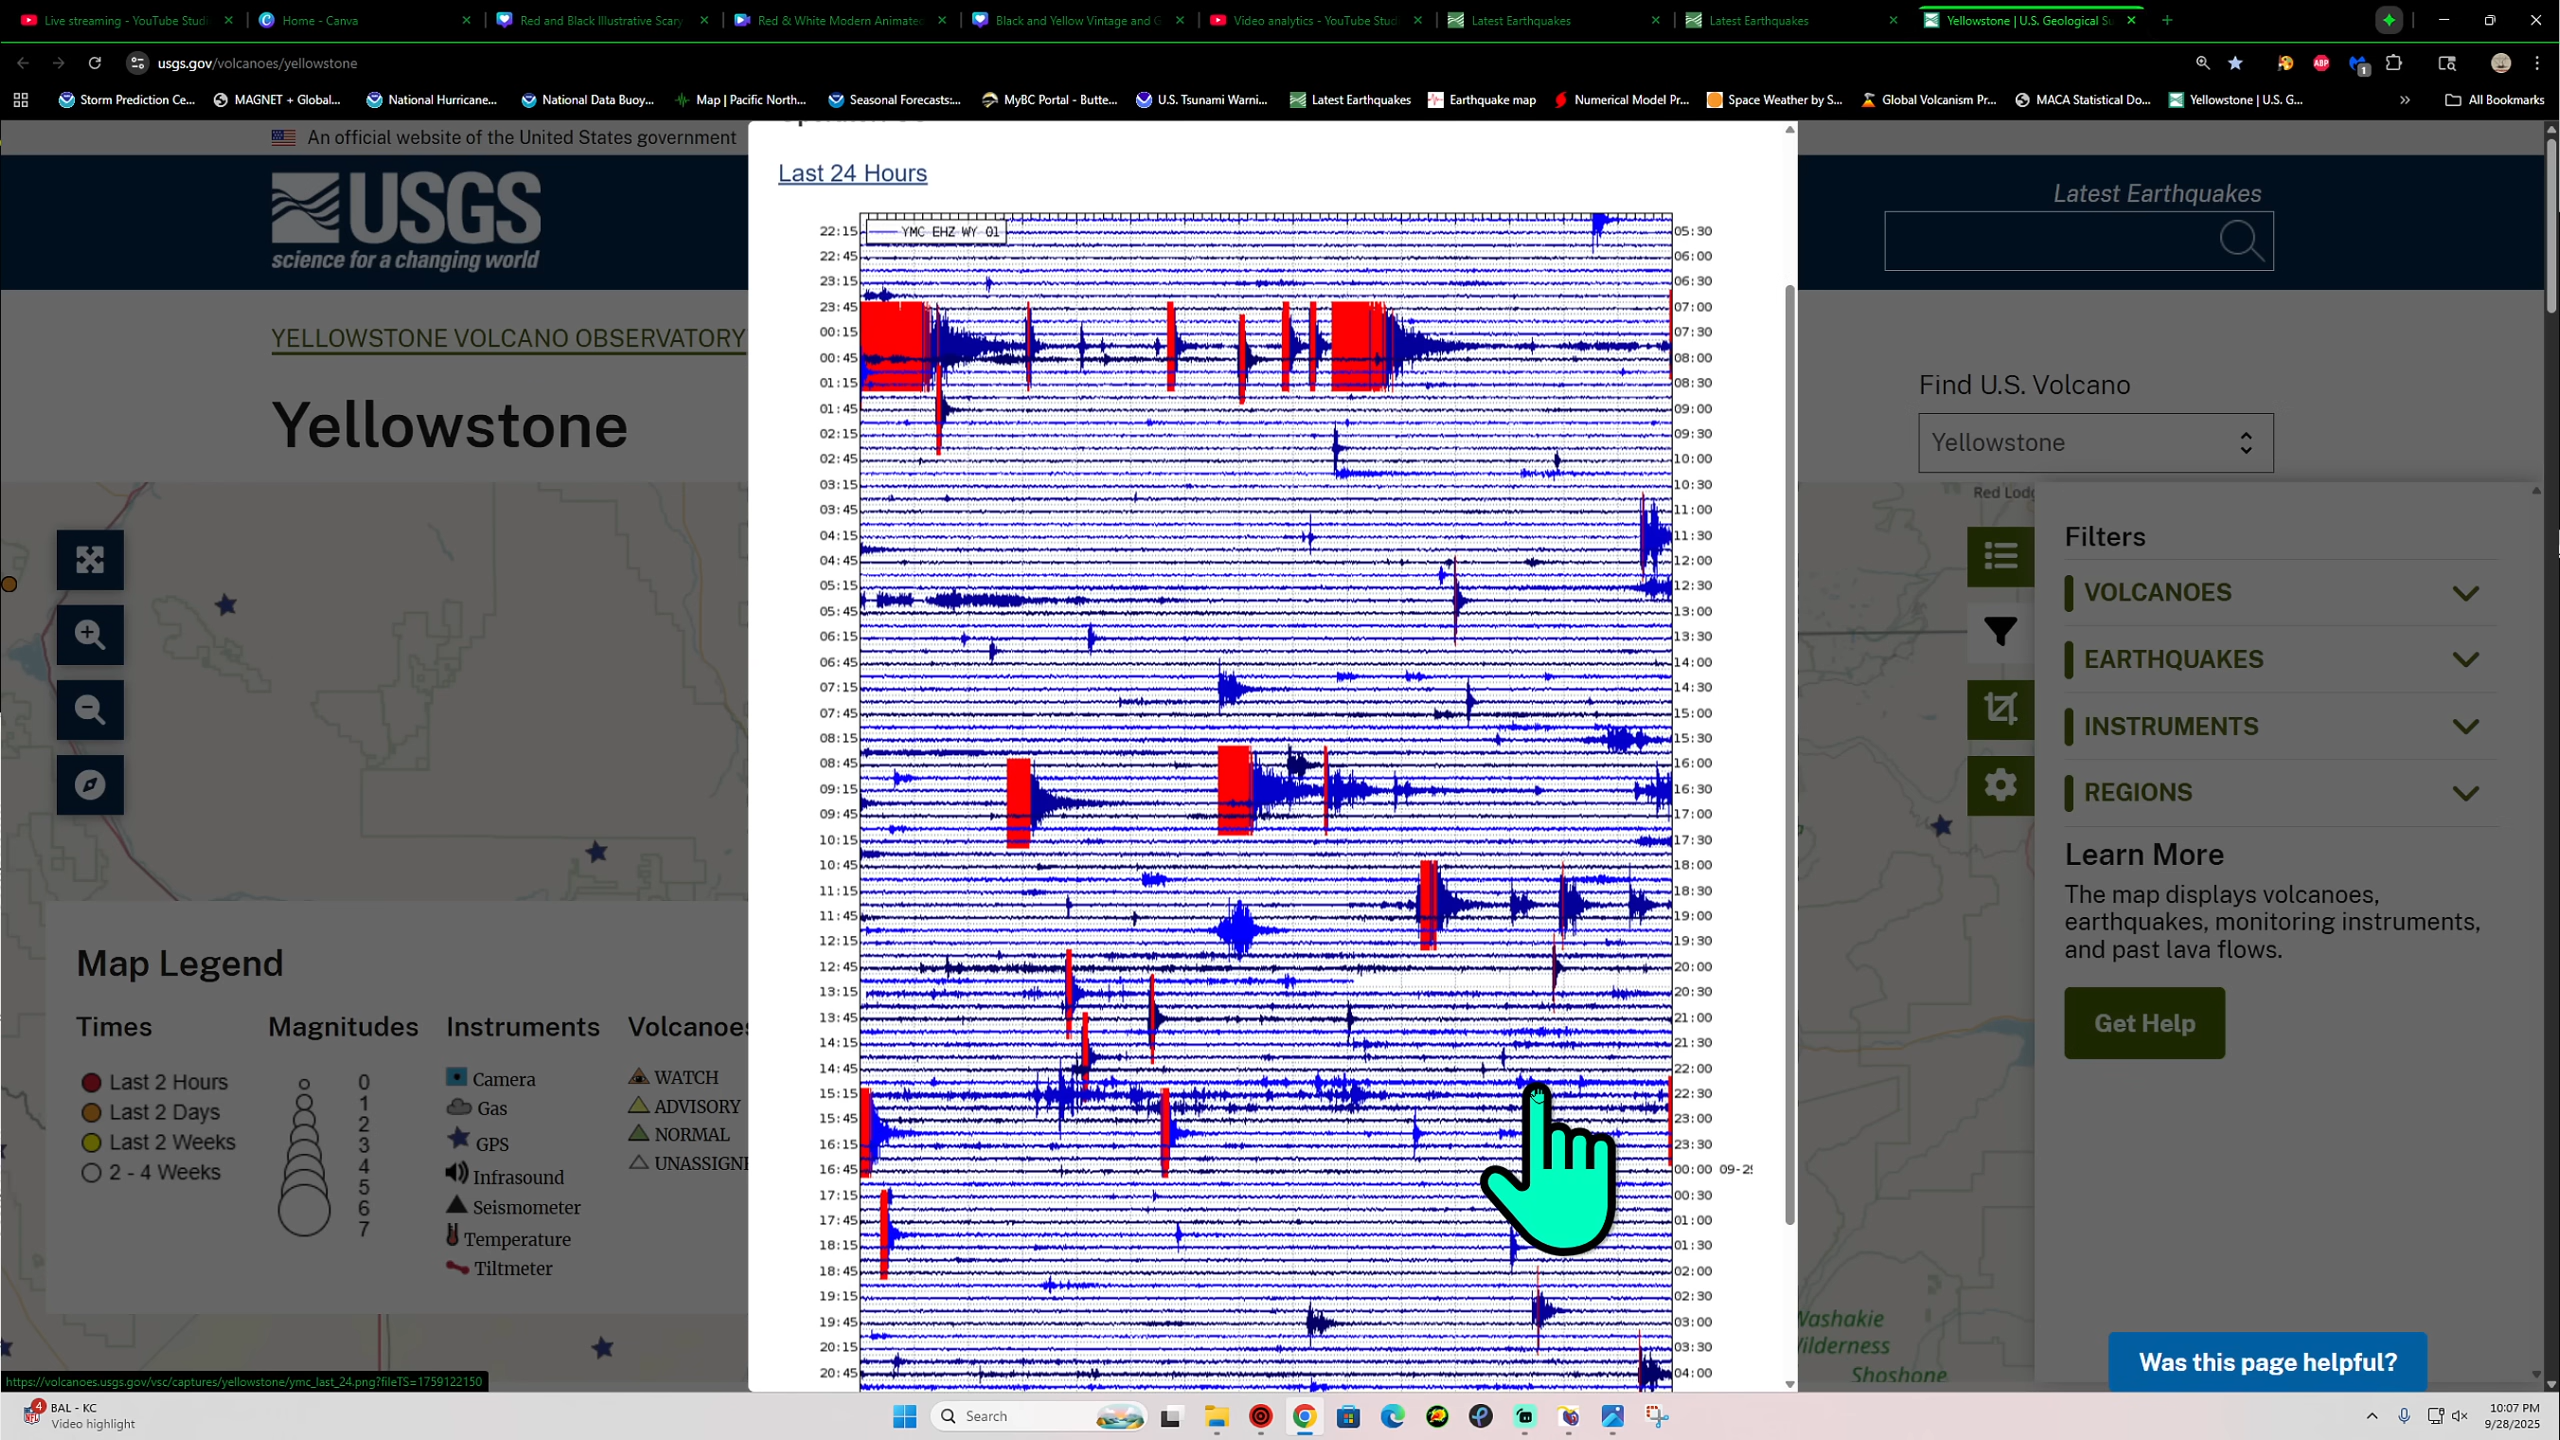 Live streaming - YouTube Studi
Home - Canva
Red and Black Illustrative Scary
Red & White Modern Animated
Black and Yellow Vintage and G
Video analytics - YouTube Studi
Latest Earthquakes
Latest Earthquakes
Yellowstone | U.S. Geological Su
usgs.gov/volcanoes/yellowstone
ABP
1
Storm Prediction Ce...
MAGNET + Global...
National Hurricane...
National Data Buoy...
Map | Pacific North...
Seasonal Forecasts:...
MyBC Portal - Butte...
U.S. Tsunami Warni...
Latest Earthquakes
Earthquake map
Numerical Model Pr...
Space Weather by S...
Global Volcanism Pr...
MACA Statistical Do...
Yellowstone | U.S. G...
All Bookmarks
An official website of the United States government
USGS
science for a changing world
Latest Earthquakes
YELLOWSTONE VOLCANO OBSERVATORY
Yellowstone
Find U.S. Volcano
Yellowstone
Last 24 Hours
YMC EHZ WY 01
22:15 05:30
22:45 06:00
23:15 06:30
23:45 07:00
00:15 07:30
00:45 08:00
01:15 08:30
01:45 09:00
02:15 09:30
02:45 10:00
03:15 10:30
03:45 11:00
04:15 11:30
04:45 12:00
05:15 12:30
05:45 13:00
06:15 13:30
06:45 14:00
07:15 14:30
07:45 15:00
08:15 15:30
08:45 16:00
09:15 16:30
09:45 17:00
10:15 17:30
10:45 18:00
11:15 18:30
11:45 19:00
12:15 19:30
12:45 20:00
13:15 20:30
13:45 21:00
14:15 21:30
14:45 22:00
15:15 22:30
15:45 23:00
16:15 23:30
16:45 00:00 09-29
17:15 00:30
17:45 01:00
18:15 01:30
18:45 02:00
19:15 02:30
19:45 03:00
20:15 03:30
20:45 04:00
Red Lodg
Filters
VOLCANOES
EARTHQUAKES
INSTRUMENTS
REGIONS
Learn More
The map displays volcanoes,
earthquakes, monitoring instruments,
and past lava flows.
Get Help
Washakie
Wilderness
Shoshone
Was this page helpful?
Map Legend
Times
Last 2 Hours
Last 2 Days
Last 2 Weeks
2 - 4 Weeks
Magnitudes
0
1
2
3
4
5
6
7
Instruments
Camera
Gas
GPS
Infrasound
Seismometer
Temperature
Tiltmeter
Volcanoes
WATCH
ADVISORY
NORMAL
UNASSIGNE
https://volcanoes.usgs.gov/vsc/captures/yellowstone/ymc_last_24.png?fileTS=1759122150
4
BAL - KC
Video highlight
Search
10:07 PM
9/28/2025